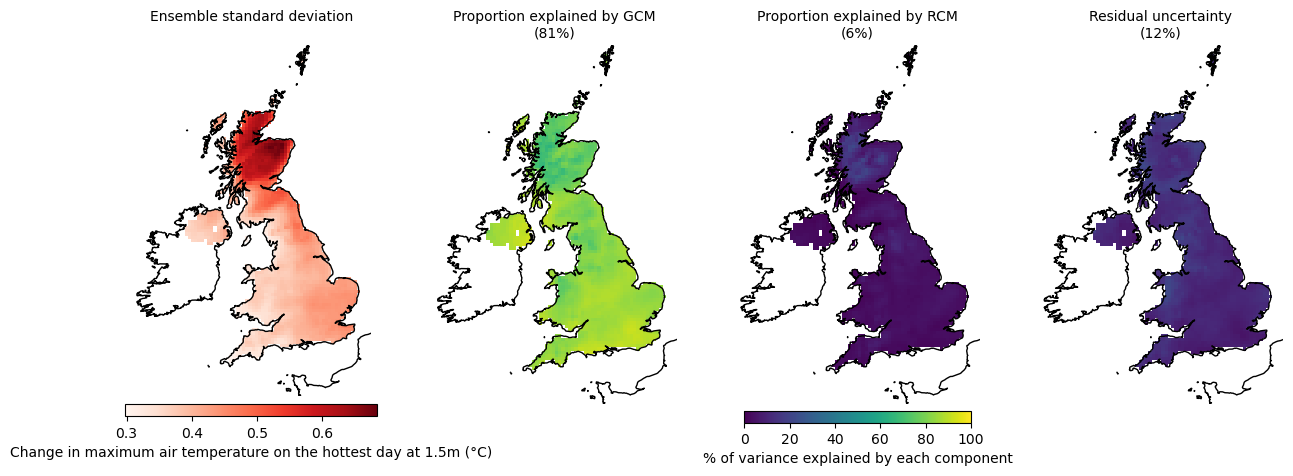 Ensemble standard deviation
Proportion explained by GCM
(81%)
Proportion explained by RCM
(6%)
Residual uncertainty
(12%)
0.3 0.4 0.5 0.6
Change in maximum air temperature on the hottest day at 1.5m (°C)
0 20 40 60 80 100
% of variance explained by each component